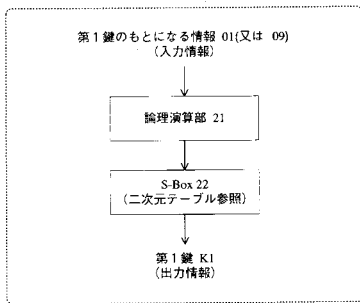 第1鍵のもとになる情報 01(又は 09)
(入力情報)
論理演算部 21
S-Box 22
(二次元テーブル参照)
第1鍵 K1
(出力情報)